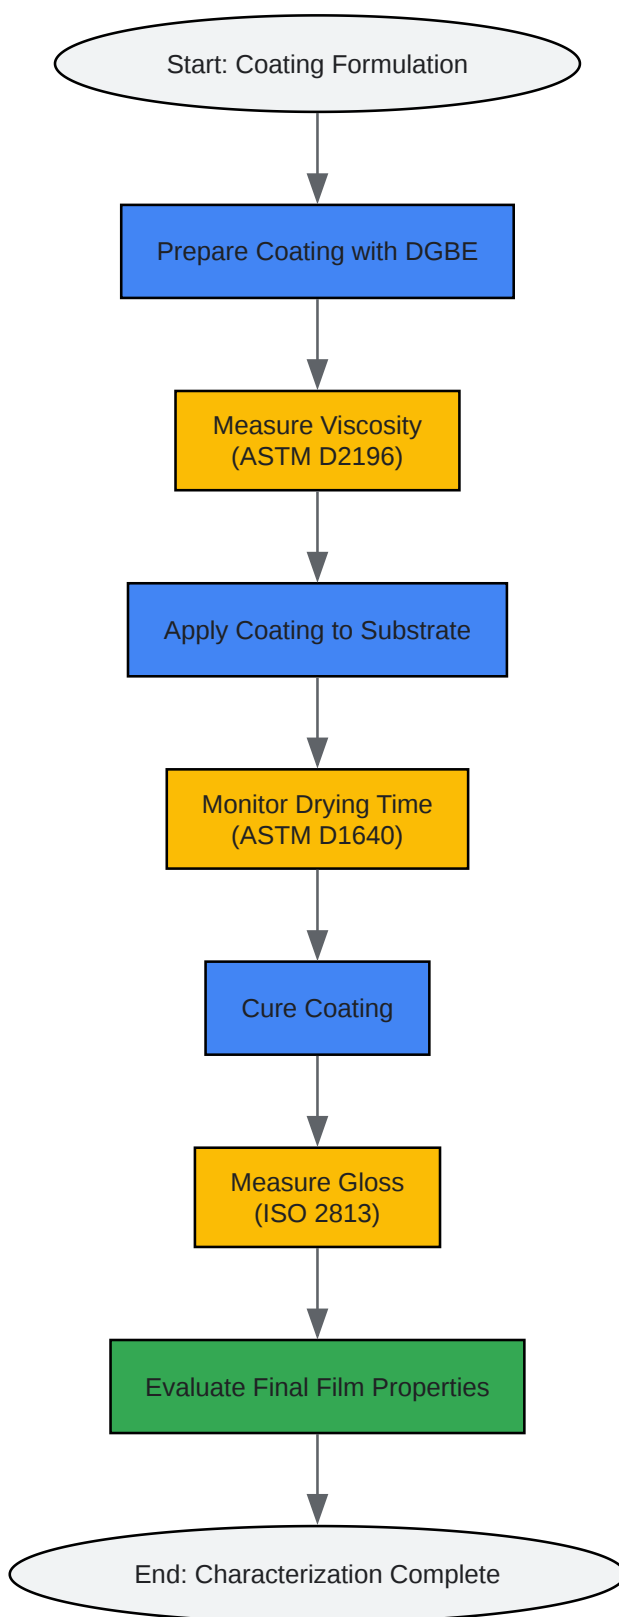 Start: Coating Formulation
Prepare Coating with DGBE
Measure Viscosity
(ASTM D2196)
Apply Coating to Substrate
Monitor Drying Time
(ASTM D1640)
Cure Coating
Measure Gloss
(ISO 2813)
Evaluate Final Film Properties
End: Characterization Complete